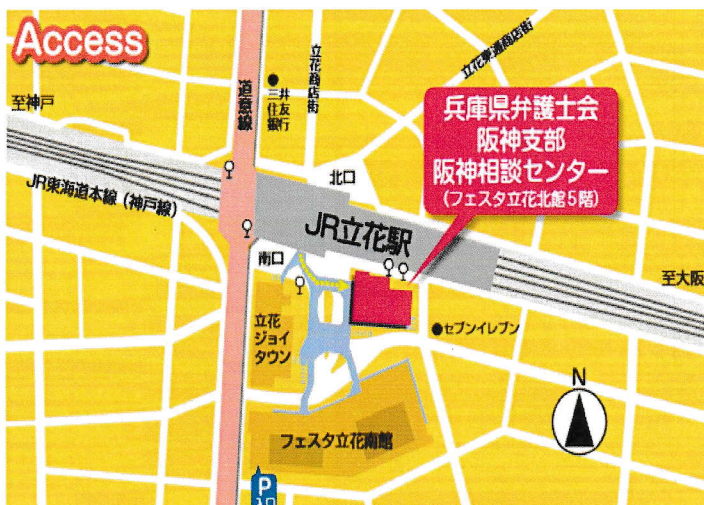 Access
至神戸
道意線
三井
住友
銀行
立花商店街
立花東通商店街
兵庫県弁護士会
阪神支部
阪神相談センター
(フェスタ立花北館5階)
JR東海道本線(神戸線)
北口
JR立花駅
南口
至大阪
立花
ジョイ
タウン
セブンイレブン
N
フェスタ立花南館
P
入口